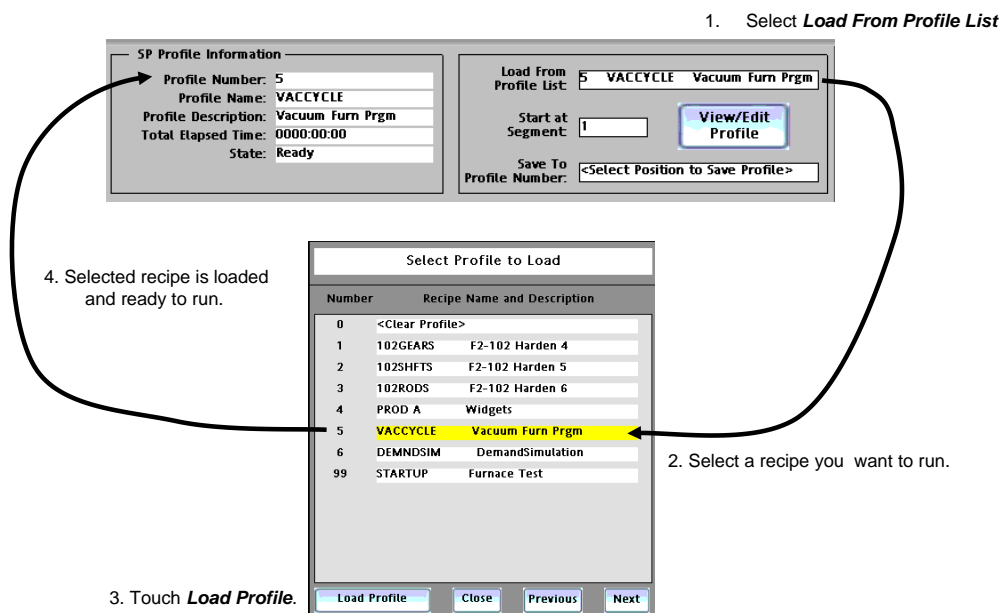 1. Select Load From Profile List
SP Profile Information
Profile Number: 5
Profile Name: VACCYCLE
Profile Description: Vacuum Furn Prgm
Total Elapsed Time: 0000:00:00
State: Ready
Load From
Profile List: 5 VACCYCLE Vacuum Furn Prgm
Start at
Segment: 1
View/Edit
Profile
Save To
Profile Number: <Select Position to Save Profile>
4. Selected recipe is loaded
and ready to run.
Select Profile to Load
Number Recipe Name and Description
0 <Clear Profile>
1 102GEARS F2-102 Harden 4
2 102SHFTS F2-102 Harden 5
3 102RODS F2-102 Harden 6
4 PROD A Widgets
5 VACCYCLE Vacuum Furn Prgm
6 DEMNDSIM DemandSimulation
99 STARTUP Furnace Test
2. Select a recipe you want to run.
3. Touch Load Profile.
Load Profile Close Previous Next